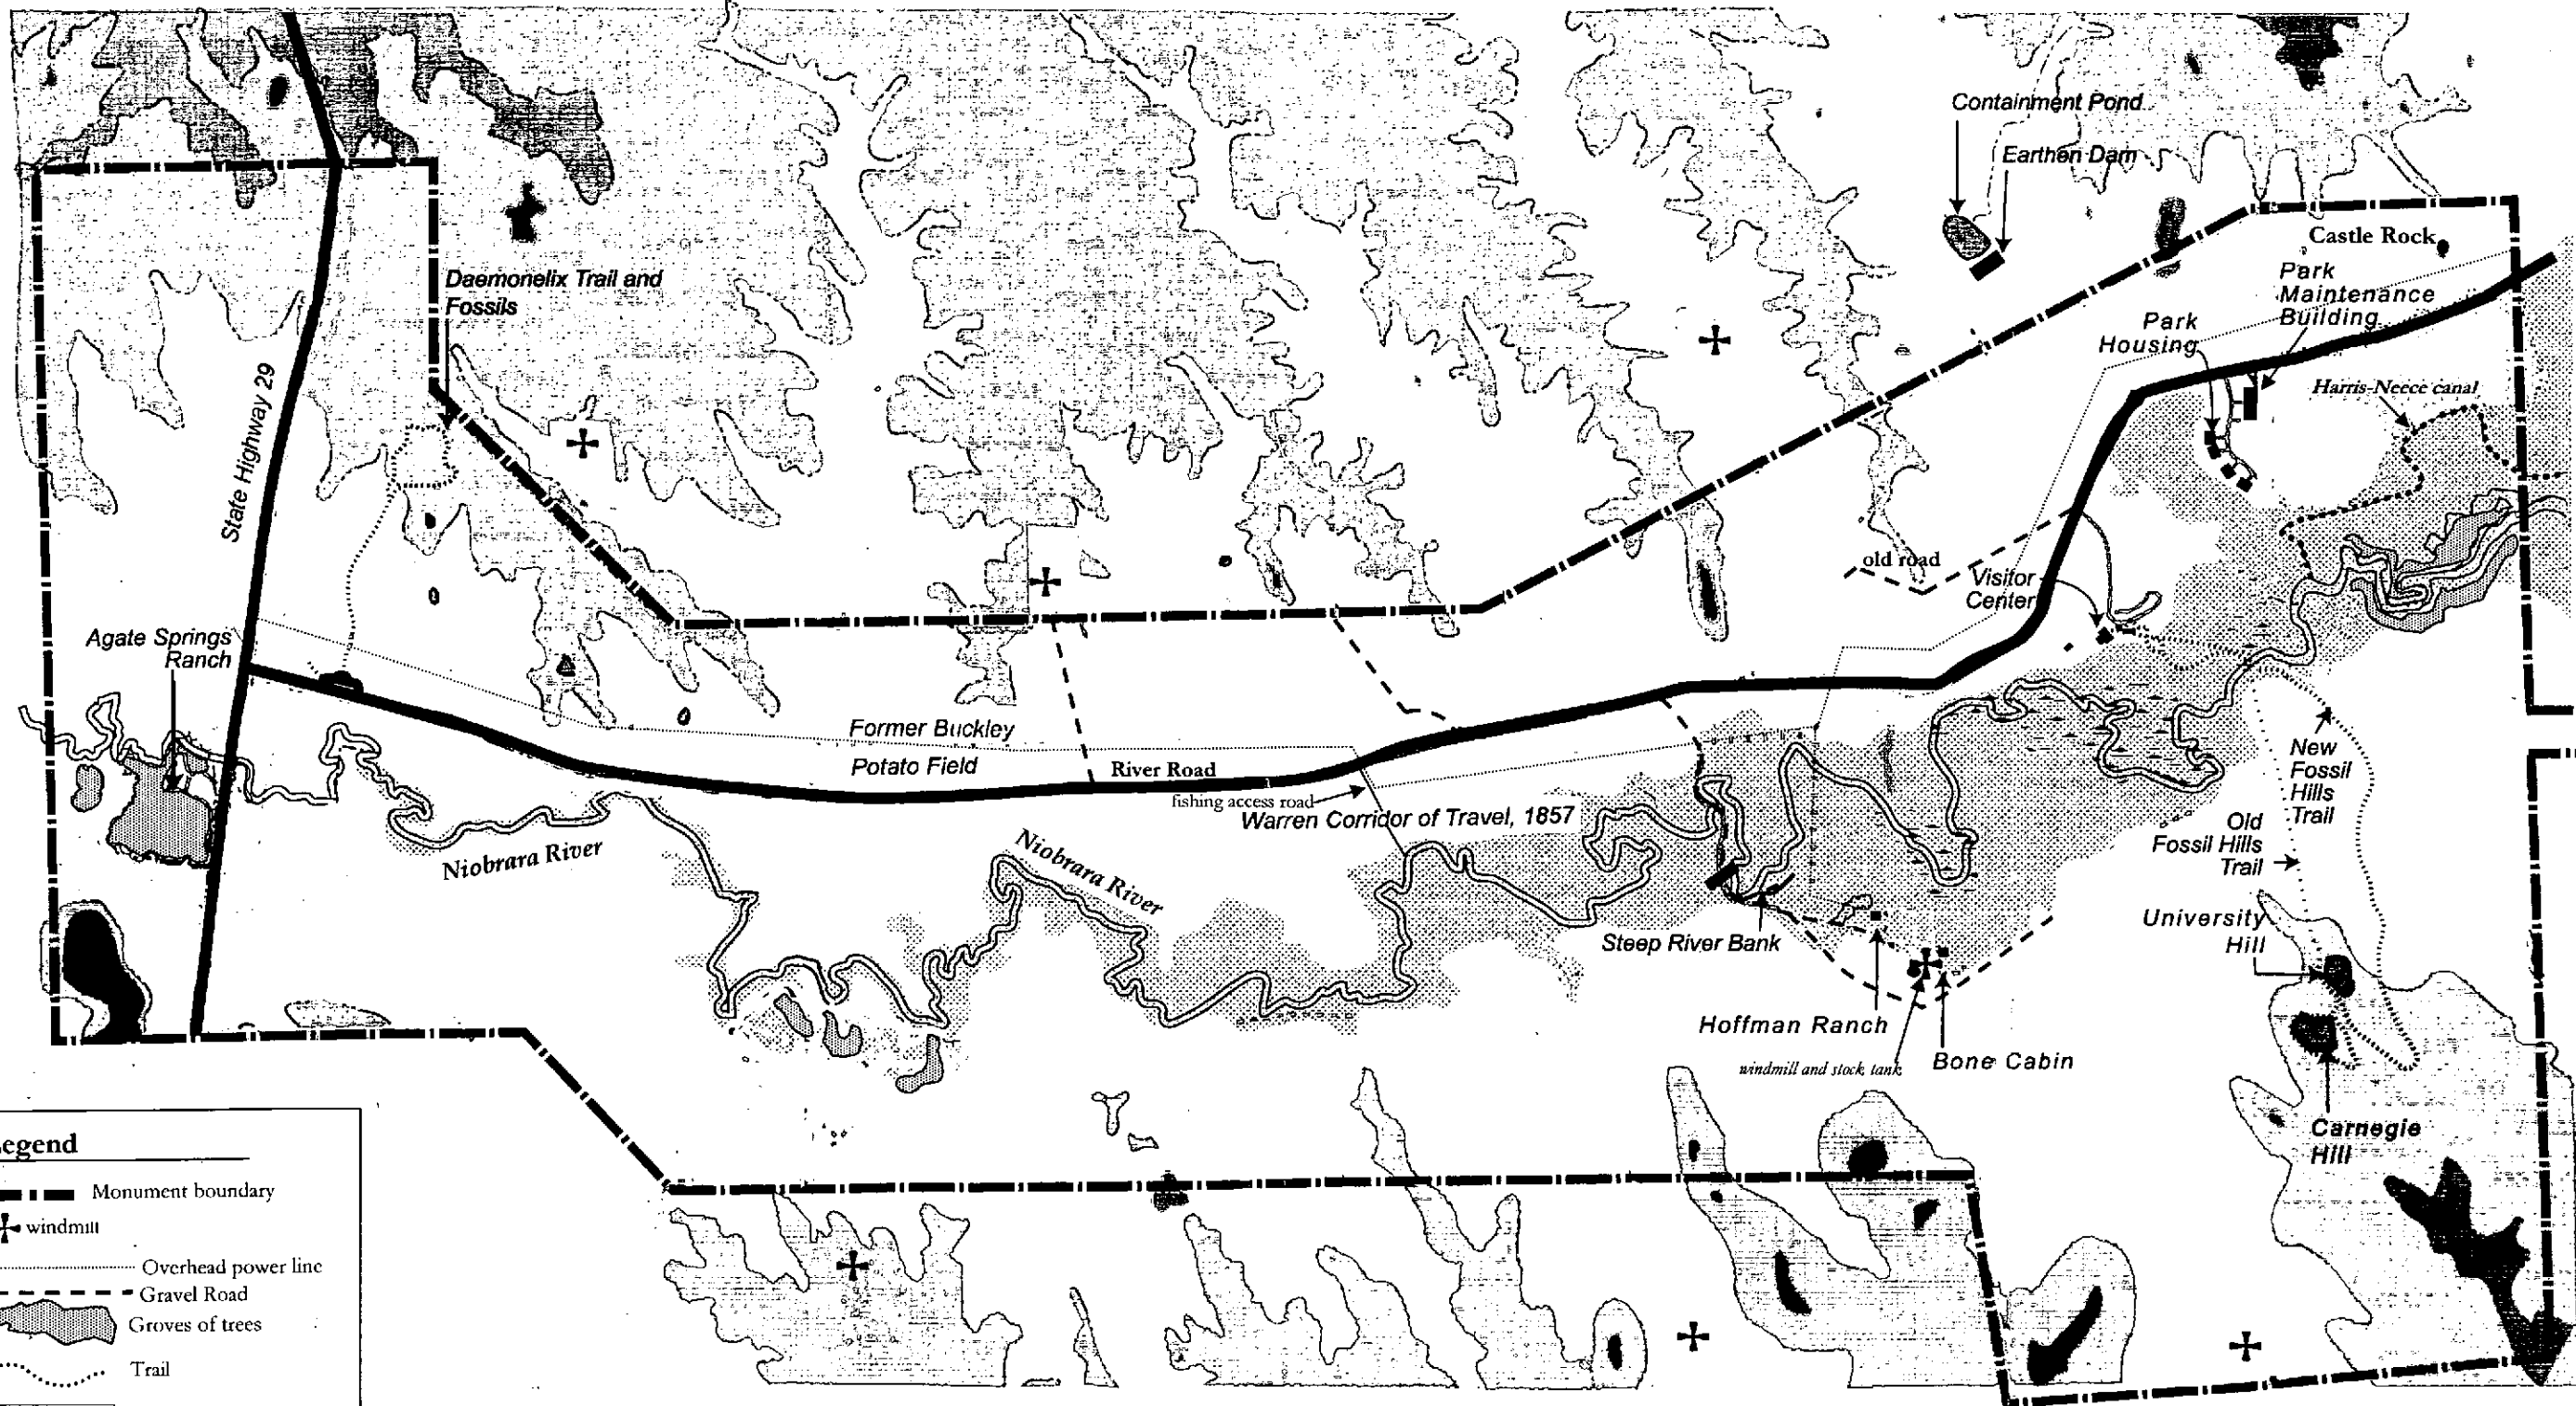 Containment Pond
Earthen Dam
Castle Rock
Park
Maintenance
Building
Park
Housing
Harris-Neece canal
Daemonelix Trail and
Fossils
State Highway 29
old road
Visitor
Center
Agate Springs
Ranch
Former Buckley
Potato Field
River Road
fishing access road
Warren Corridor of Travel, 1857
New
Fossil
Hills
Trail
Old
Fossil Hills
Trail
Niobrara River
Niobrara River
Steep River Bank
University
Hill
Hoffman Ranch
windmill and stock tank
Bone Cabin
Carnegie
Hill
Legend
Monument boundary
windmill
Overhead power line
Gravel Road
Groves of trees
Trail